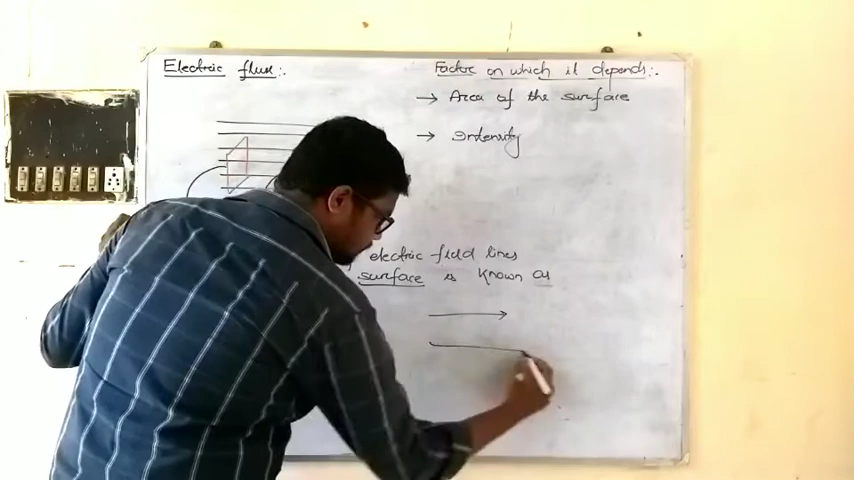 Electric flux:.
Factor on which it depends:.
→ Area of the surface
→ Intensity
electric field lines
surface is known as